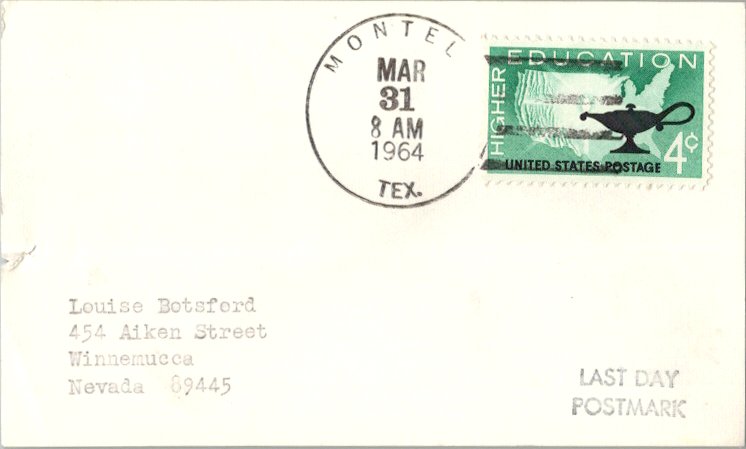 MONTEL
MAR
31
8 AM
1964
TEX.
HIGHER EDUCATION
4¢
UNITED STATES POSTAGE
Louise Botsford
454 Aiken Street
Winnemucca
Nevada 89445
LAST DAY
POSTMARK